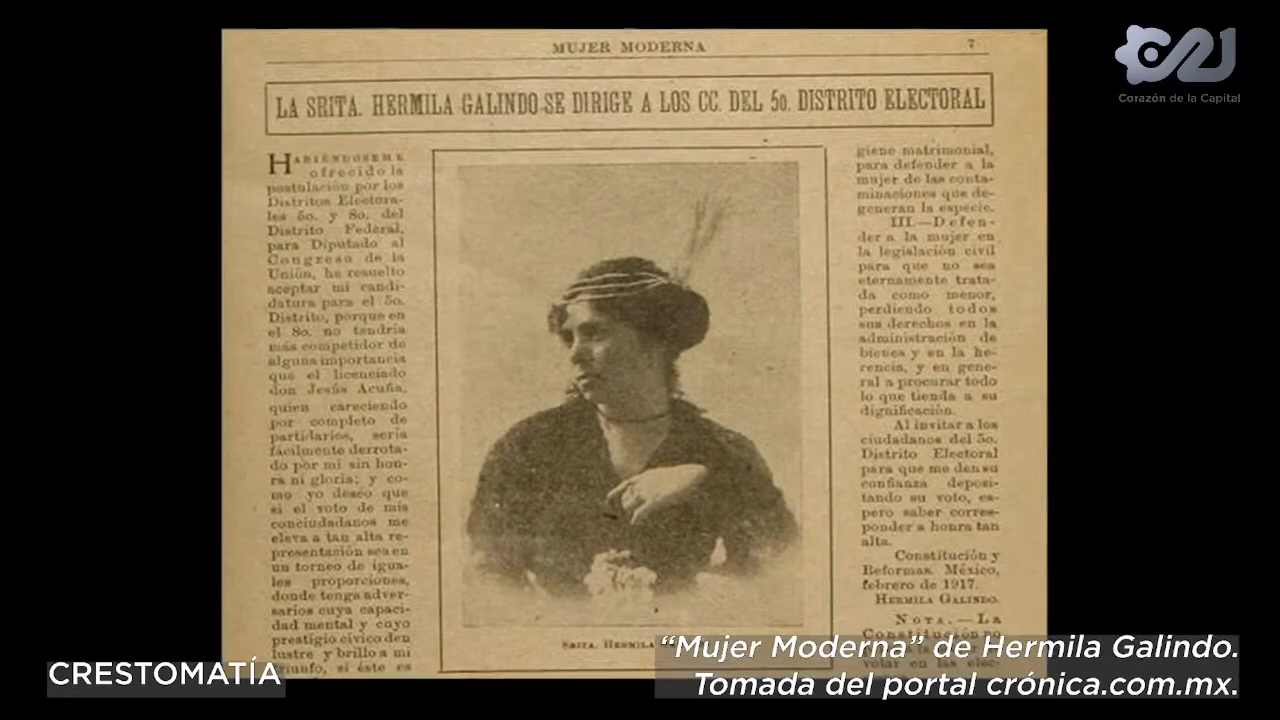 MUJER MODERNA
7
Corazón de la Capital
LA SRITA. HERMILA GALINDO SE DIRIGE A LOS CC. DEL 5o. DISTRITO ELECTORAL
HABIENDOSEME
ofrecido la
postulación por los
Distritos Electora-
les 5o. y 8o. del
Distrito Federal,
para Diputado al
Congreso de la
Unión, he resuelto
aceptar mi candi-
datura para el 5o.
Distrito, porque en
el 8o. no tendría
más competidor de
alguna importancia
que el licenciado
don Jesús Acuña,
quien careciendo
por completo de
partidarios, sería
fácilmente derrota-
do por mí sin hon-
ra ni gloria; y co-
mo yo deseo que
si el voto de mis
conciudadanos me
eleva a tan alta re-
presentación sea en
un torneo de igua-
les proporciones,
donde tenga adver-
sarios cuya capaci-
dad mental y cuyo
prestigio cívico den
lustre y brillo a mi
triunfo, si éste es
SRITA. HERMILA
giene matrimonial,
para defender a la
mujer de las conta-
minaciones que de-
generan la especie.
III.—Defen-
der a la mujer en
la legislación civil
para que no sea
eternamente trata-
da como menor,
perdiendo todos
sus derechos en la
administración de
bienes y en la he-
rencia, y en gene-
ral a procurar todo
lo que tienda a su
dignificación.
Al invitar a los
ciudadanos del 5o.
Distrito Electoral
para que me den su
confianza deposi-
tando su voto, es-
pero saber corres-
ponder a honra tan
alta.
Constitución y
Reformas. México,
febrero de 1917.
HERMILA GALINDO.
NOTA.—La
Constitución no
votar en las elec-
CRESTOMATÍA
“Mujer Moderna” de Hermila Galindo.
Tomada del portal crónica.com.mx.